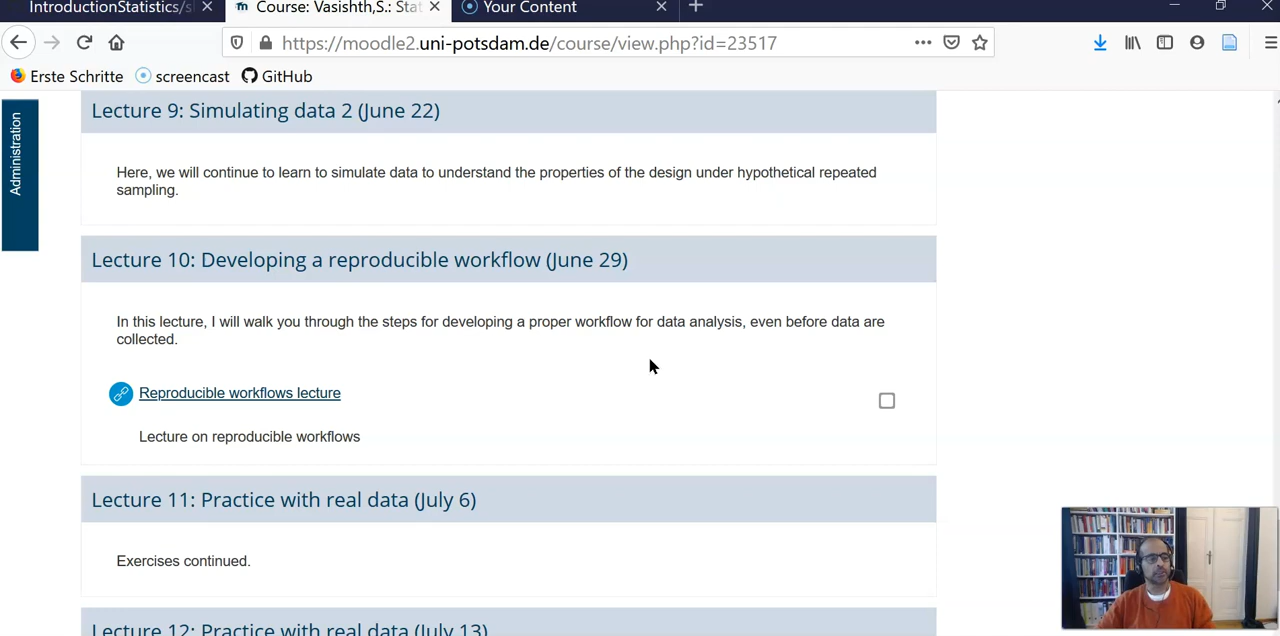 IntroductionStatistics/sl
Course: Vasishth,S.: Stat
Your Content
https://moodle2.uni-potsdam.de/course/view.php?id=23517
Erste Schritte
screencast
GitHub
Administration
Lecture 9: Simulating data 2 (June 22)
Here, we will continue to learn to simulate data to understand the properties of the design under hypothetical repeated
sampling.
Lecture 10: Developing a reproducible workflow (June 29)
In this lecture, I will walk you through the steps for developing a proper workflow for data analysis, even before data are
collected.
Reproducible workflows lecture
Lecture on reproducible workflows
Lecture 11: Practice with real data (July 6)
Exercises continued.
Lecture 12: Practice with real data (July 13)